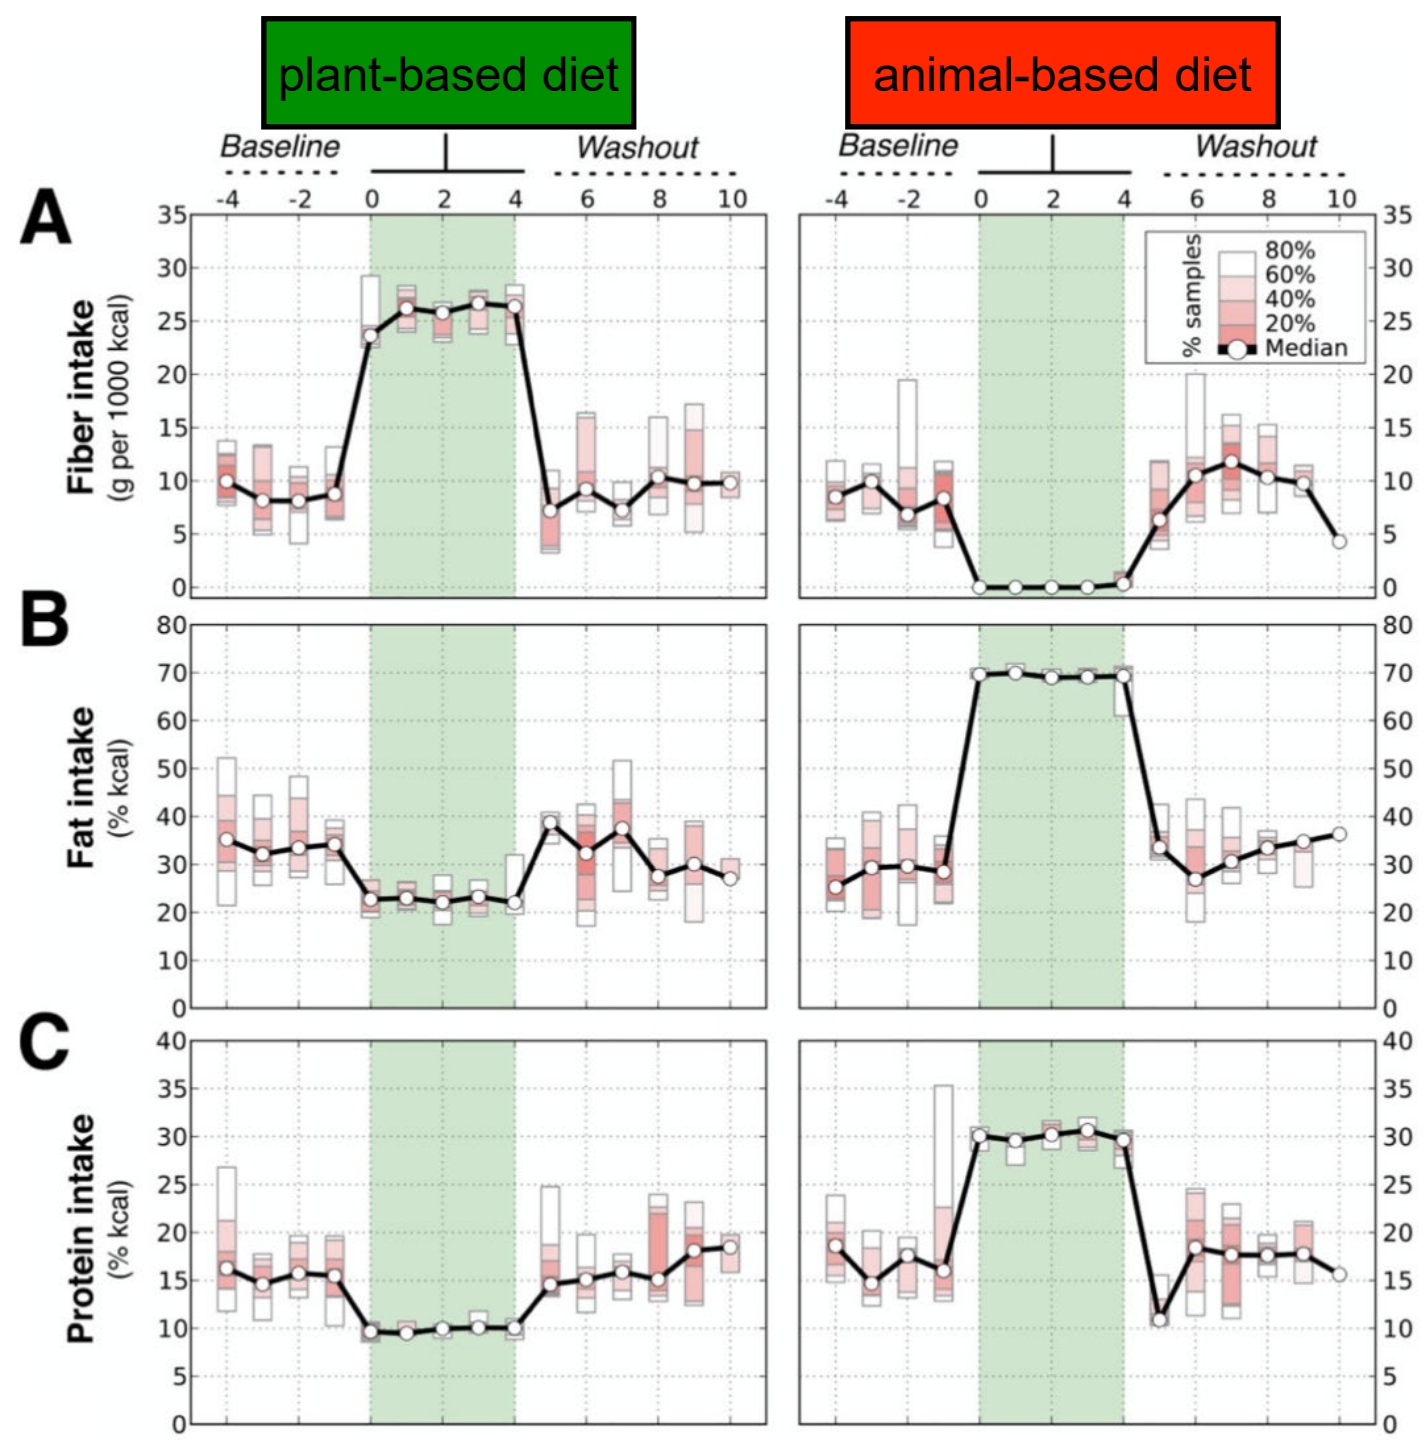 plant-based diet
animal-based diet
Baseline
Washout
Baseline
Washout
-4 -2 0 2 4 6 8 10
-4 -2 0 2 4 6 8 10
A
Fiber intake
(g per 1000 kcal)
35
30
25
20
15
10
5
0
% samples
80%
60%
40%
20%
Median
35
30
25
20
15
10
5
0
B
Fat intake
(% kcal)
80
70
60
50
40
30
20
10
0
80
70
60
50
40
30
20
10
0
C
Protein intake
(% kcal)
40
35
30
25
20
15
10
5
0
40
35
30
25
20
15
10
5
0